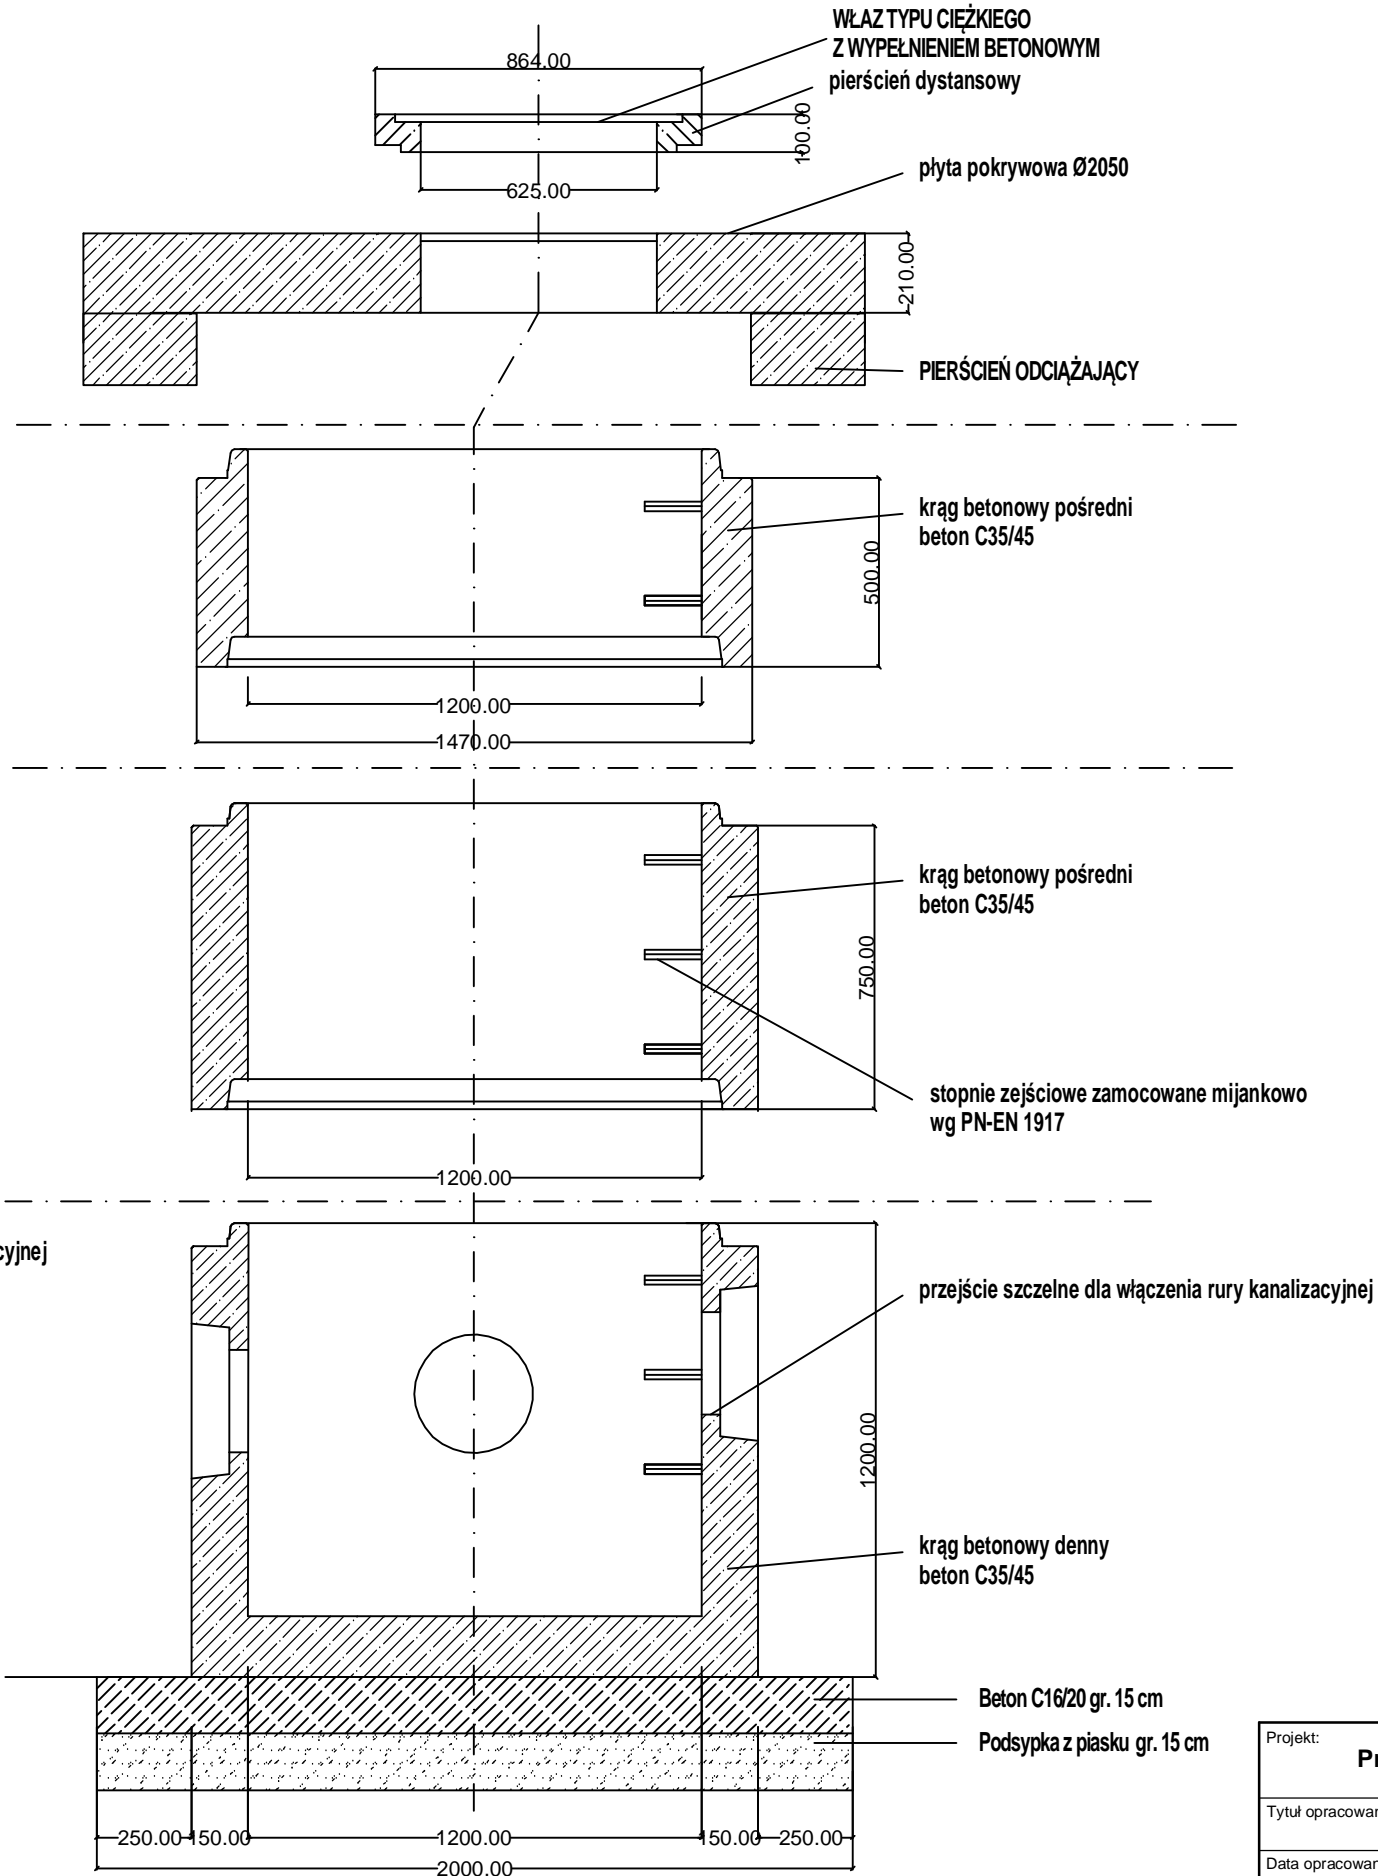 WŁAZ TYPU CIĘŻKIEGO
Z WYPEŁNIENIEM BETONOWYM
864.00
pierścień dystansowy
100.00
płyta pokrywowa Ø2050
625.00
210.00
PIERŚCIEŃ ODCIĄŻAJĄCY
krąg betonowy pośredni
beton C35/45
500.00
1200.00
1470.00
krąg betonowy pośredni
beton C35/45
750.00
stopnie zejściowe zamocowane mijankowo
wg PN-EN 1917
1200.00
cyjnej
przejście szczelne dla włączenia rury kanalizacyjnej
1200.00
krąg betonowy denny
beton C35/45
Beton C16/20 gr. 15 cm
Podsypka z piasku gr. 15 cm
Projekt:
Pr
Tytuł opracowan
Data opracowan
250.00 150.00 1200.00 150.00 250.00
2000.00